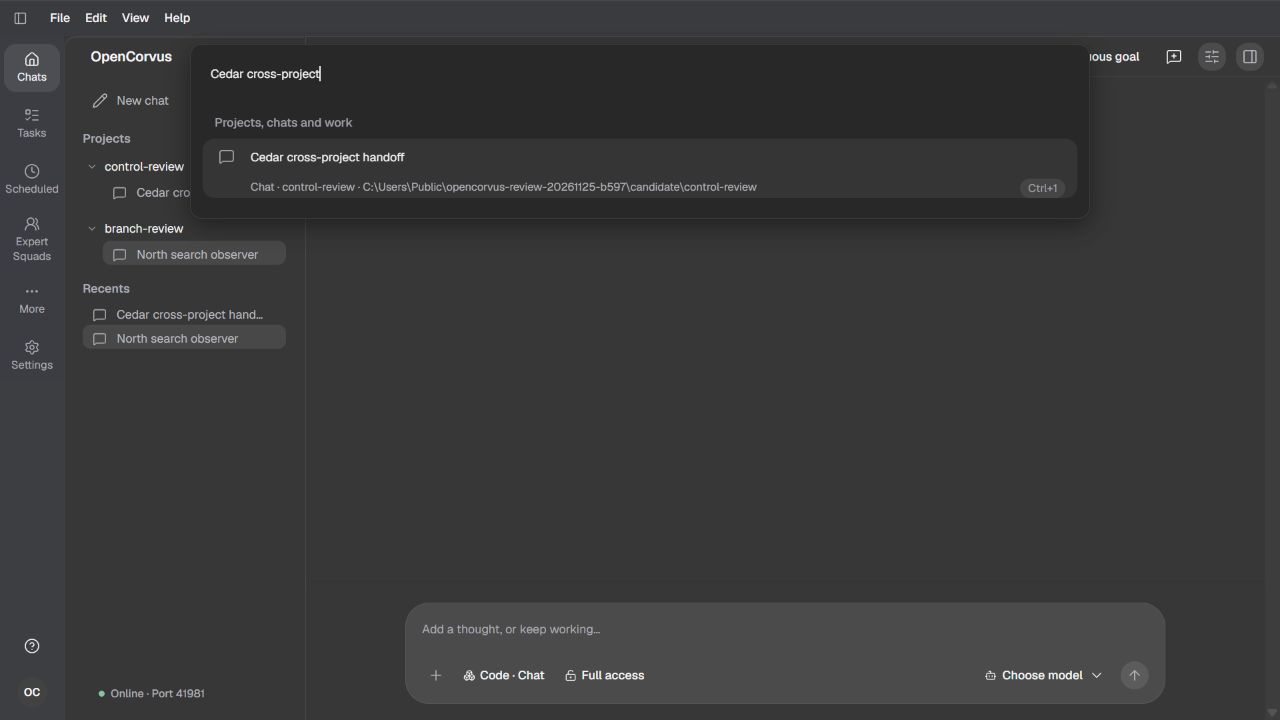 File Edit View Help
OpenCorvus
Cedar cross-project
uous goal
Chats
New chat
Projects, chats and work
Tasks
Projects
Cedar cross-project handoff
control-review
Chat · control-review · C:\Users\Public\opencorvus-review-20261125-b597\candidate\control-review
Ctrl+1
Scheduled
Cedar cro
branch-review
Expert
Squads
North search observer
Recents
More
Cedar cross-project hand...
North search observer
Settings
Add a thought, or keep working...
Code · Chat
Full access
Choose model
OC
Online · Port 41981